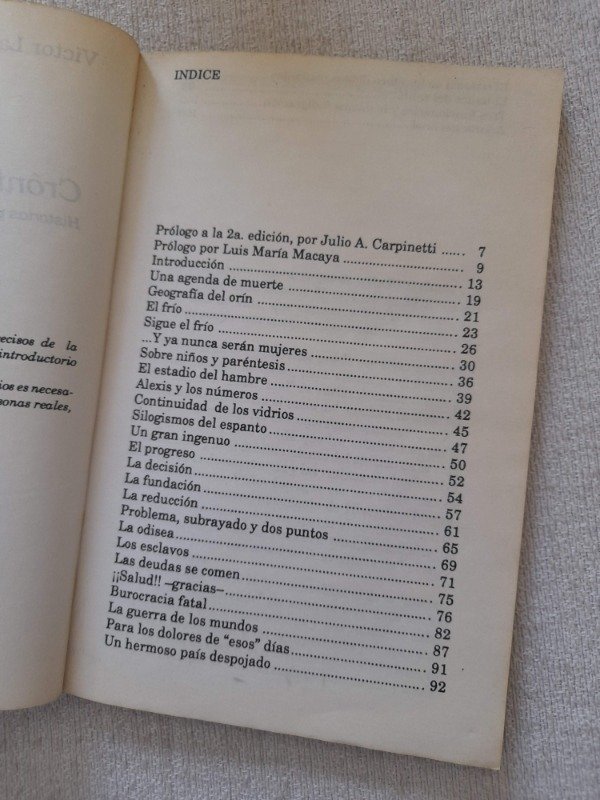 Victor La
Cróni
Historias
ecisos de la
introductorio
ios es necesa-
sonas reales,
INDICE
Prólogo a la 2a. edición, por Julio A. Carpinetti ...... 7
Prólogo por Luis María Macaya ...... 9
Introducción ...... 13
Una agenda de muerte ...... 19
Geografía del orín ...... 21
El frío ...... 23
Sigue el frío ...... 26
...Y ya nunca serán mujeres ...... 30
Sobre niños y paréntesis ...... 36
El estadio del hambre ...... 39
Alexis y los números ...... 42
Continuidad de los vidrios ...... 45
Silogismos del espanto ...... 47
Un gran ingenuo ...... 50
El progreso ...... 52
La decisión ...... 54
La fundación ...... 57
La reducción ...... 61
Problema, subrayado y dos puntos ...... 65
La odisea ...... 69
Los esclavos ...... 71
Las deudas se comen ...... 75
¡¡Salud!! –gracias– ...... 76
Burocracia fatal ...... 82
La guerra de los mundos ...... 87
Para los dolores de "esos" días ...... 91
Un hermoso país despojado ...... 92